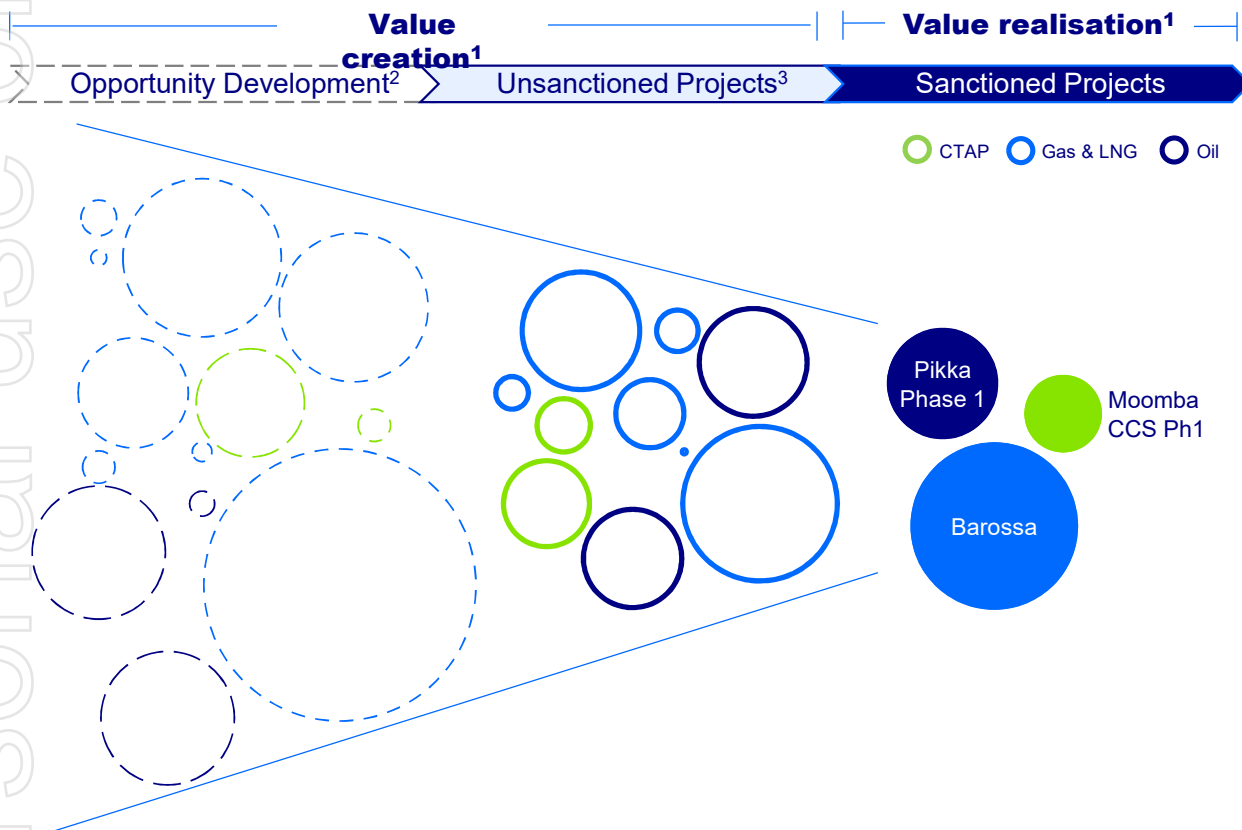 Value
creation¹
Value realisation¹
Opportunity Development²
Unsanctioned Projects³
Sanctioned Projects
CTAP
Gas & LNG
Oil
Pikka
Phase 1
Moomba
CCS Ph1
Barossa